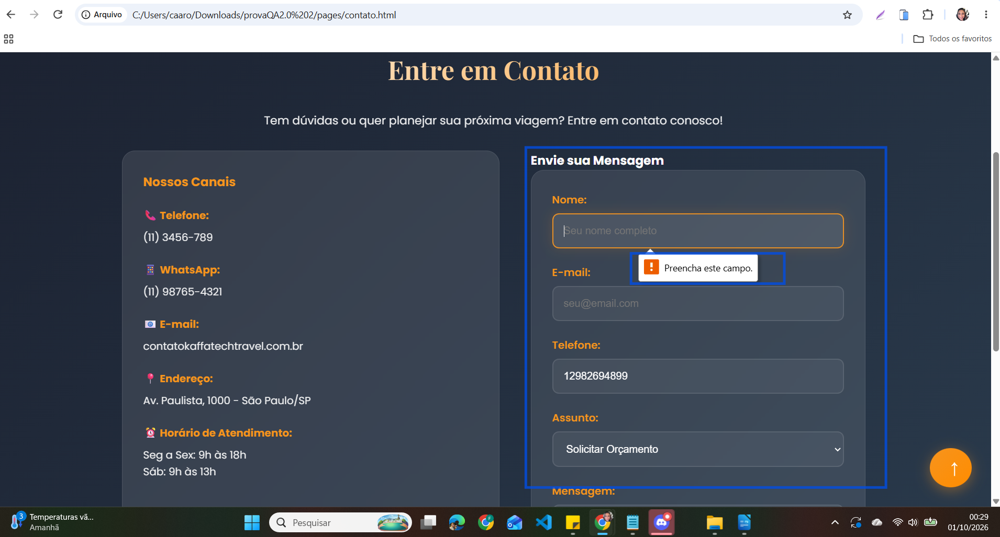 Arquivo
C:/Users/caaro/Downloads/provaQA2.0%202/pages/contato.html
Todos os favoritos
Entre em Contato
Tem dúvidas ou quer planejar sua próxima viagem? Entre em contato conosco!
Nossos Canais
Telefone:
(11) 3456-789
WhatsApp:
(11) 98765-4321
E-mail:
contatokaffatechtravel.com.br
Endereço:
Av. Paulista, 1000 - São Paulo/SP
Horário de Atendimento:
Seg a Sex: 9h às 18h
Sáb: 9h às 13h
Envie sua Mensagem
Nome:
Seu nome completo
Preencha este campo.
E-mail:
seu@email.com
Telefone:
12982694899
Assunto:
Solicitar Orçamento
Mensagem:
↑
3
Temperaturas vã...
Amanhã
Pesquisar
F
00:29
01/10/2026